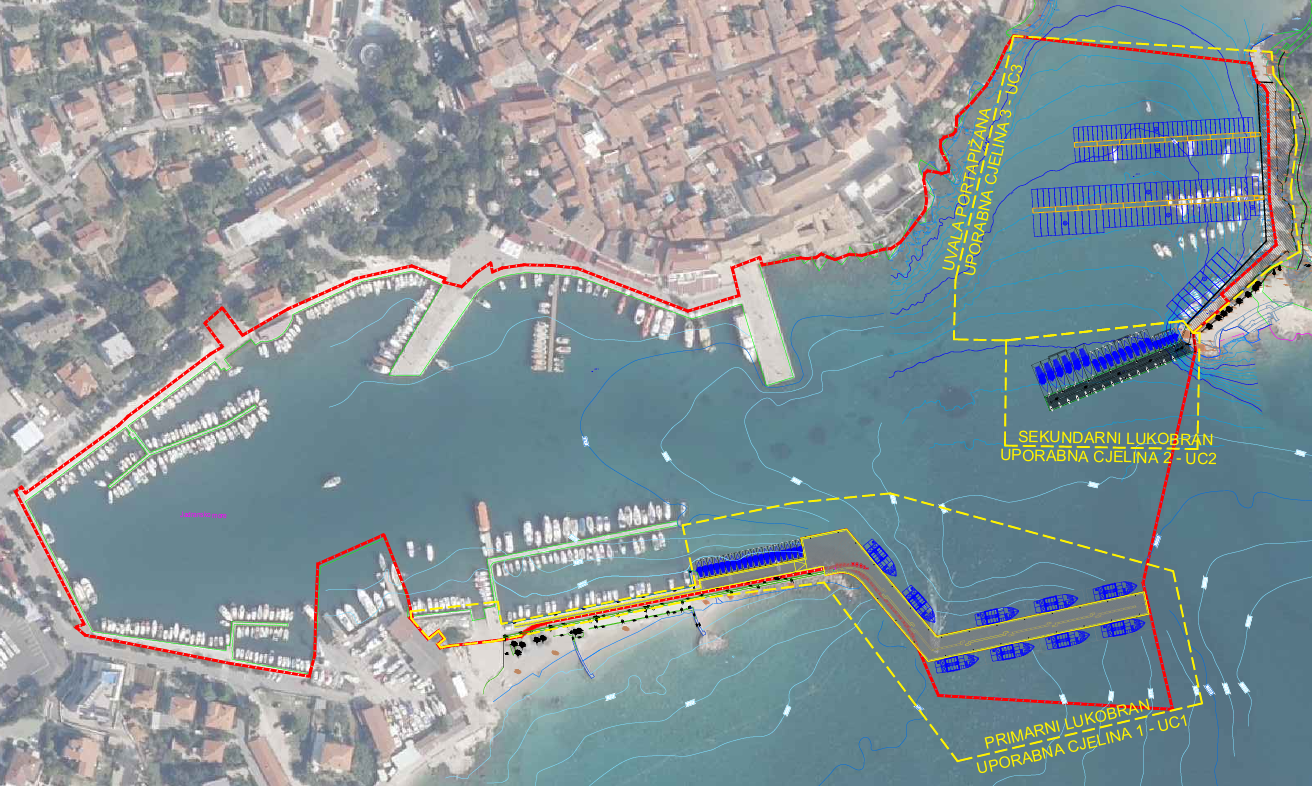 UVALA PORTAPIZANA
UPORABNA CJELINA 3 - UC3
SEKUNDARNI LUKOBRAN
UPORABNA CJELINA 2 - UC2
PRIMARNI LUKOBRAN
UPORABNA CJELINA 1 - UC1